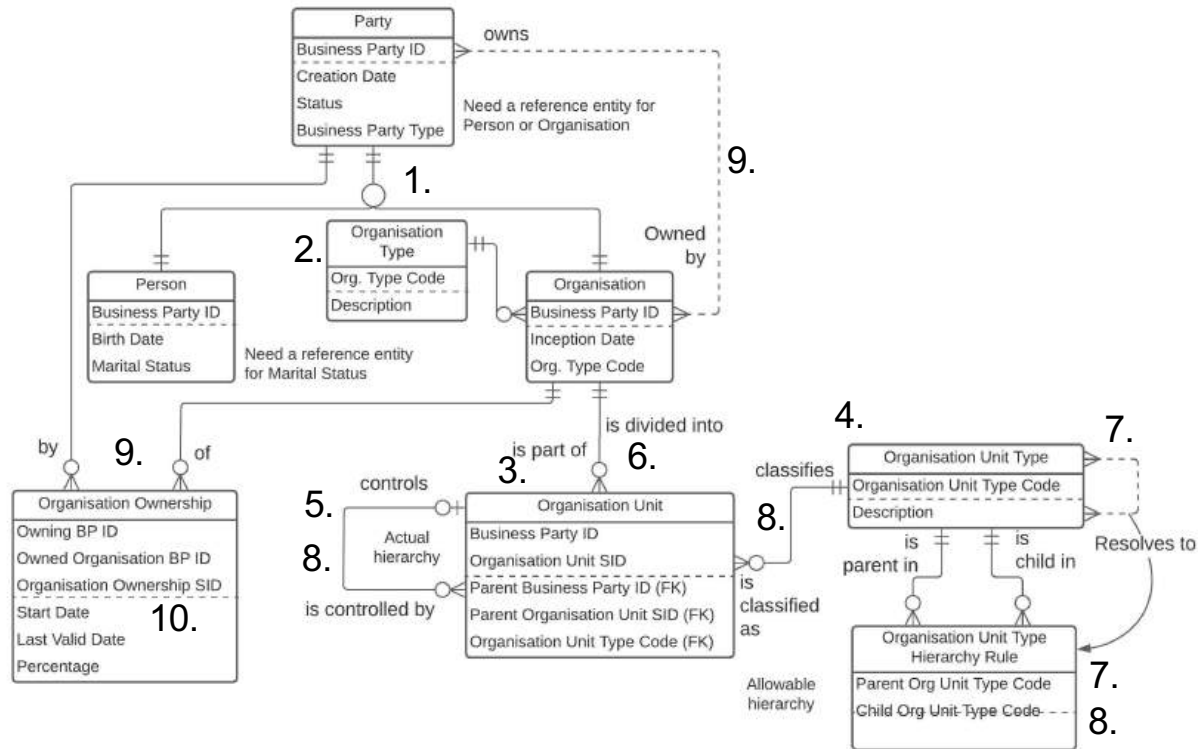 Party
owns
Business Party ID
Creation Date
Status
Business Party Type
Need a reference entity for
Person or Organisation
1.
9.
2.
Organisation
Type
Org. Type Code
Description
Owned
by
Person
Business Party ID
Birth Date
Marital Status
Need a reference entity
for Marital Status
Organisation
Business Party ID
Inception Date
Org. Type Code
by
9.
of
is divided into
is part of
6.
3.
4.
7.
Organisation Ownership
Owning BP ID
Owned Organisation BP ID
Organisation Ownership SID
Start Date
10.
Last Valid Date
Percentage
controls
5.
Actual
hierarchy
8.
is controlled by
Organisation Unit
Business Party ID
Organisation Unit SID
Parent Business Party ID (FK)
Parent Organisation Unit SID (FK)
Organisation Unit Type Code (FK)
classifies
8.
is
classified
as
Organisation Unit Type
Organisation Unit Type Code
Description
is
parent in
is
child in
Resolves to
Organisation Unit Type
Hierarchy Rule
Parent Org Unit Type Code
Child Org Unit Type Code
7.
8.
Allowable
hierarchy